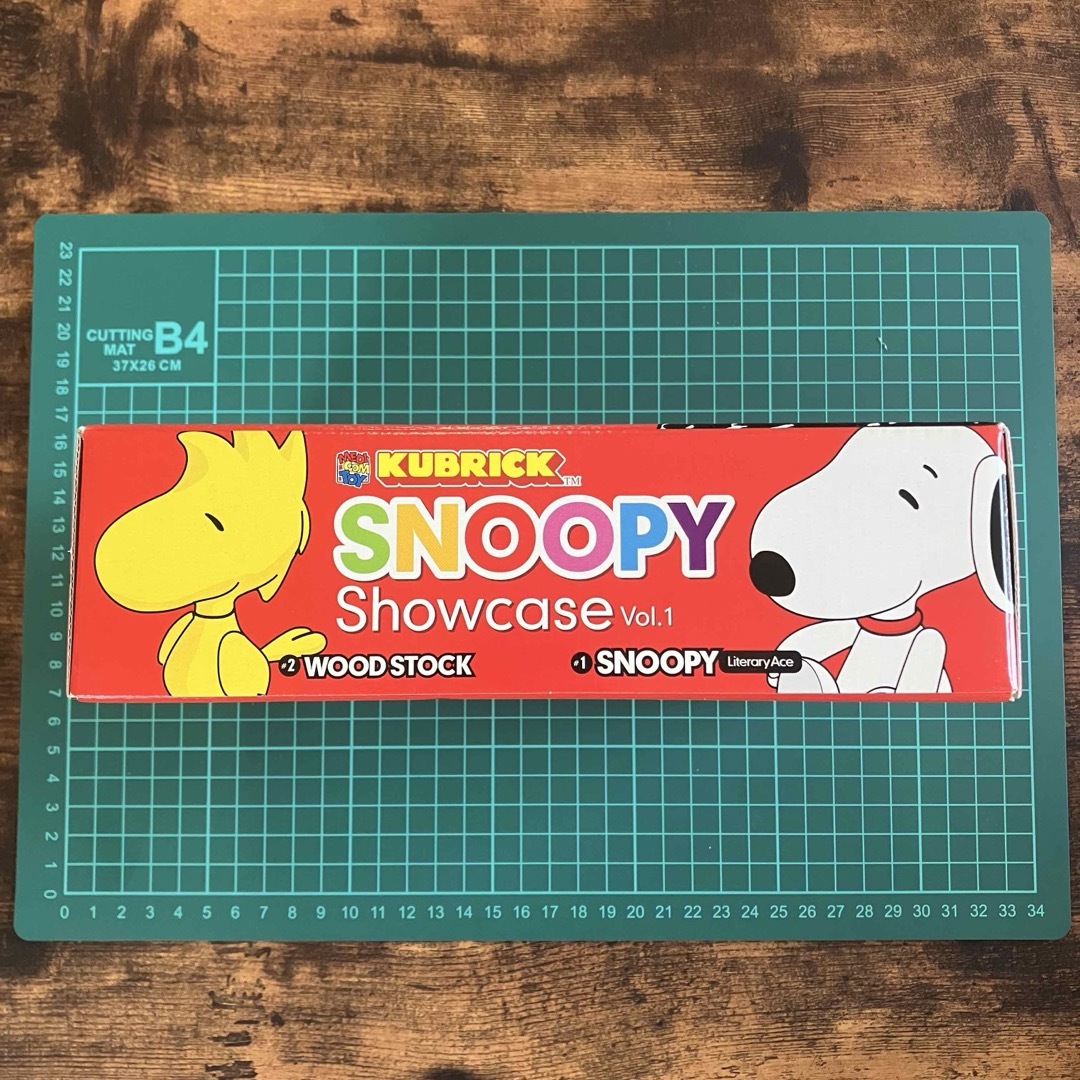 CUTTING
MAT
B4
37X26 CM
23
22
21
20
19
18
17
16
15
14
13
12
11
10
9
8
7
6
5
4
3
2
1
0
MEDI
COM
TOY
KUBRICK™
SNOOPY
Showcase Vol.1
#2 WOOD STOCK
#1 SNOOPY Literary Ace
0 1 2 3 4 5 6 7 8 9 10 11 12 13 14 15 16 17 18 19 20 21 22 23 24 25 26 27 28 29 30 31 32 33 34